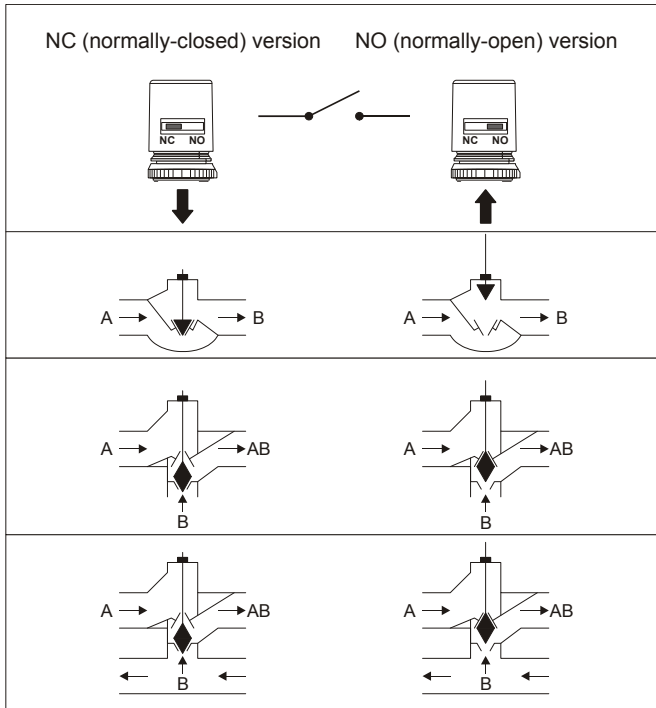 NC (normally-closed) version NO (normally-open) version
NC NO NC NO
A B A B
A AB A AB
B B
A AB A AB
B B